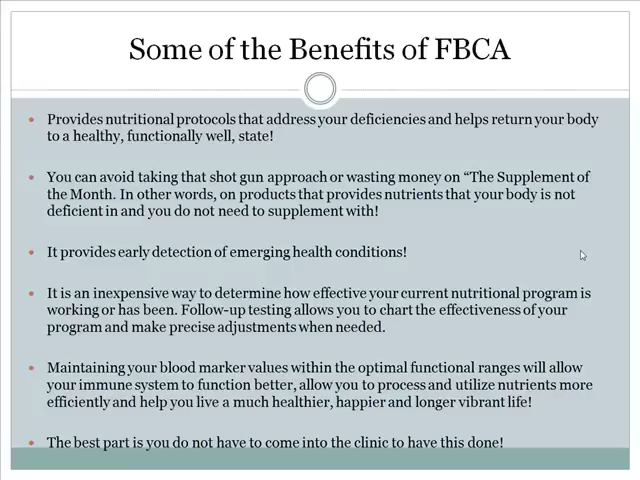 Some of the Benefits of FBCA
Provides nutritional protocols that address your deficiencies and helps return your body
to a healthy, functionally well, state!
You can avoid taking that shot gun approach or wasting money on “The Supplement of
the Month. In other words, on products that provides nutrients that your body is not
deficient in and you do not need to supplement with!
It provides early detection of emerging health conditions!
It is an inexpensive way to determine how effective your current nutritional program is
working or has been. Follow-up testing allows you to chart the effectiveness of your
program and make precise adjustments when needed.
Maintaining your blood marker values within the optimal functional ranges will allow
your immune system to function better, allow you to process and utilize nutrients more
efficiently and help you live a much healthier, happier and longer vibrant life!
The best part is you do not have to come into the clinic to have this done!